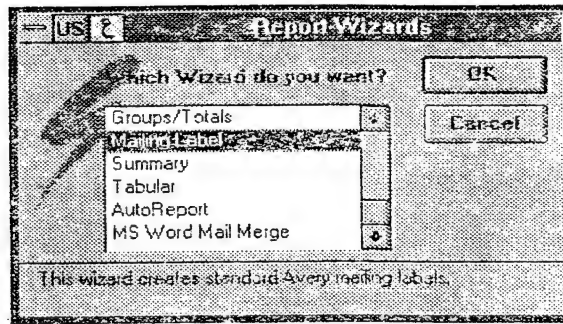 US خ Report Wizards
Which Wizard do you want?
OK
Cancel
Groups/Totals
Mailing Label
Summary
Tabular
AutoReport
MS Word Mail Merge
This wizard creates standard Avery mailing labels.